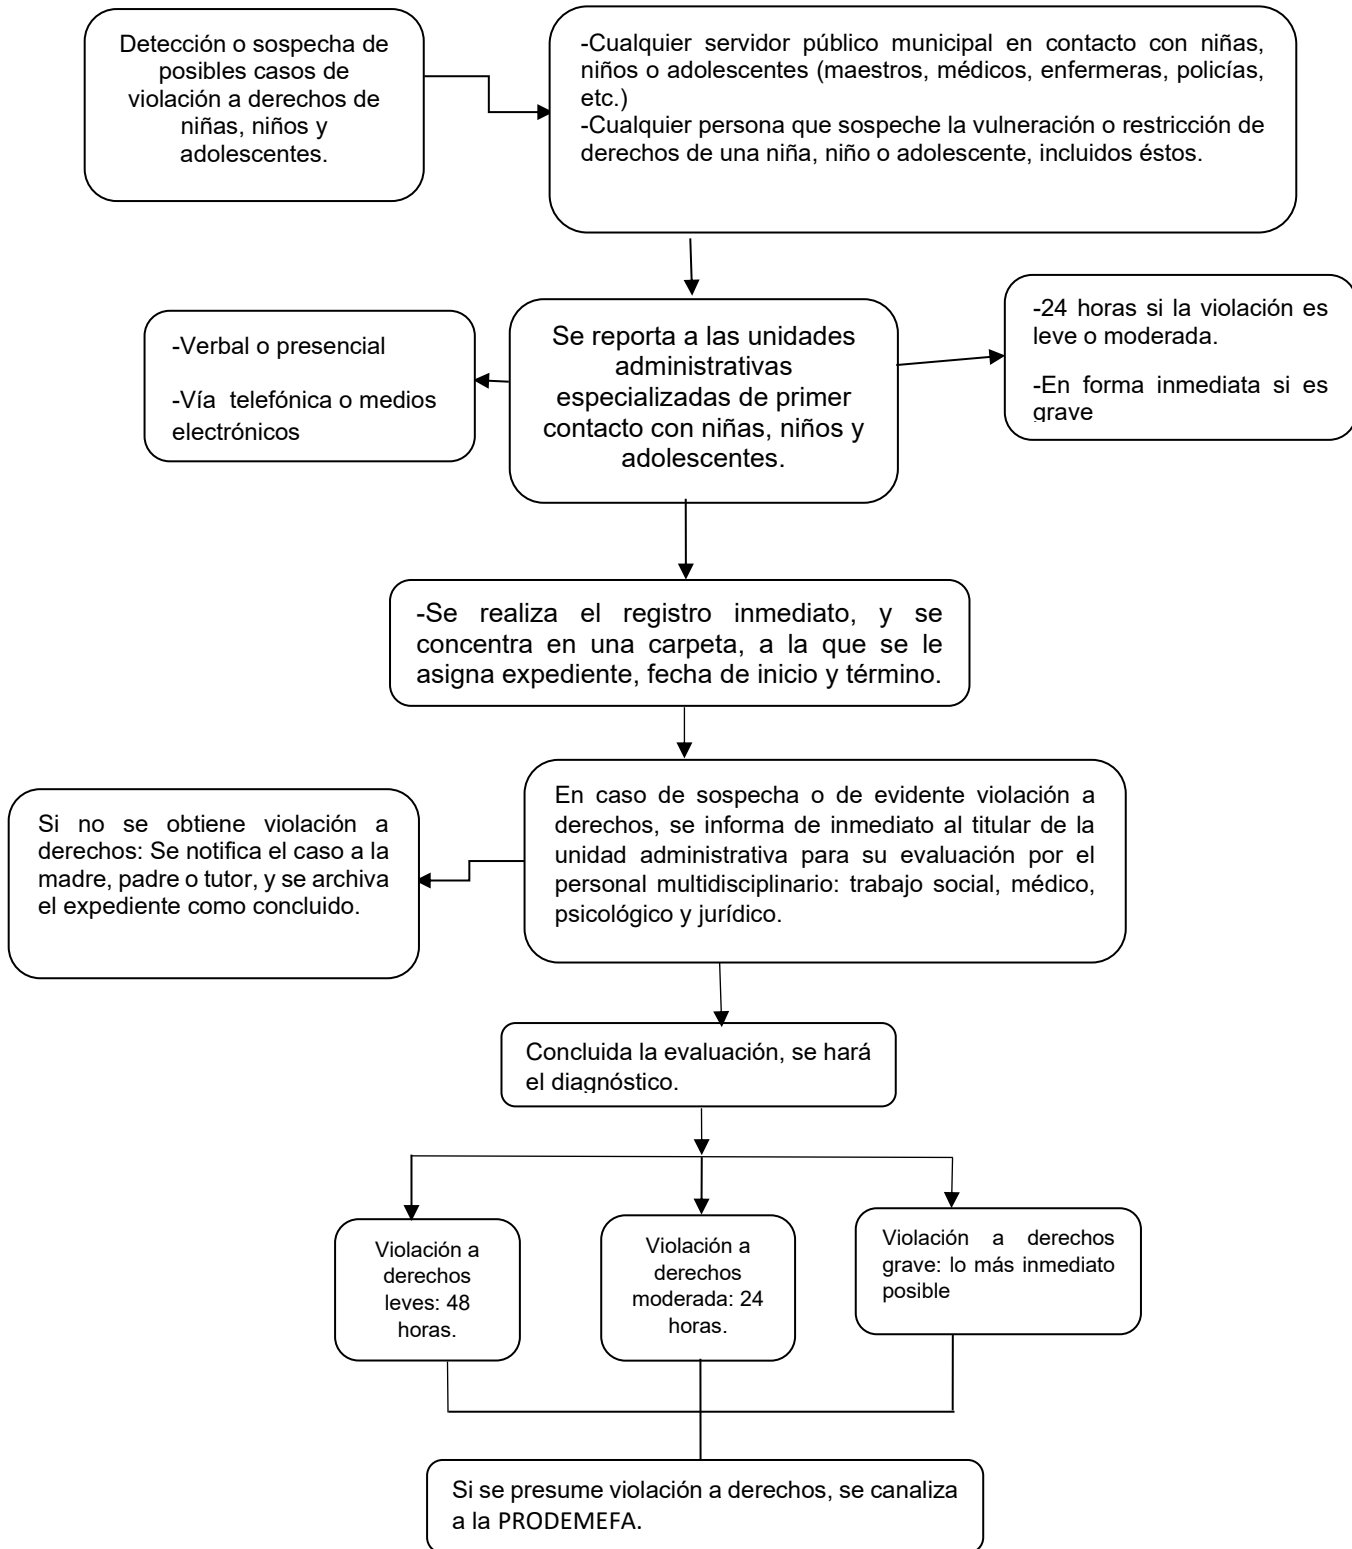 Detección o sospecha de
posibles casos de
violación a derechos de
niñas, niños y
adolescentes.
-Cualquier servidor público municipal en contacto con niñas,
niños o adolescentes (maestros, médicos, enfermeras, policías,
etc.)
-Cualquier persona que sospeche la vulneración o restricción de
derechos de una niña, niño o adolescente, incluidos éstos.
-Verbal o presencial
-Vía telefónica o medios
electrónicos
Se reporta a las unidades
administrativas
especializadas de primer
contacto con niñas, niños y
adolescentes.
-24 horas si la violación es
leve o moderada.
-En forma inmediata si es
grave
-Se realiza el registro inmediato, y se
concentra en una carpeta, a la que se le
asigna expediente, fecha de inicio y término.
Si no se obtiene violación a
derechos: Se notifica el caso a la
madre, padre o tutor, y se archiva
el expediente como concluido.
En caso de sospecha o de evidente violación a
derechos, se informa de inmediato al titular de la
unidad administrativa para su evaluación por el
personal multidisciplinario: trabajo social, médico,
psicológico y jurídico.
Concluida la evaluación, se hará
el diagnóstico.
Violación a
derechos
leves: 48
horas.
Violación a
derechos
moderada: 24
horas.
Violación a derechos
grave: lo más inmediato
posible
Si se presume violación a derechos, se canaliza
a la PRODEMEFA.